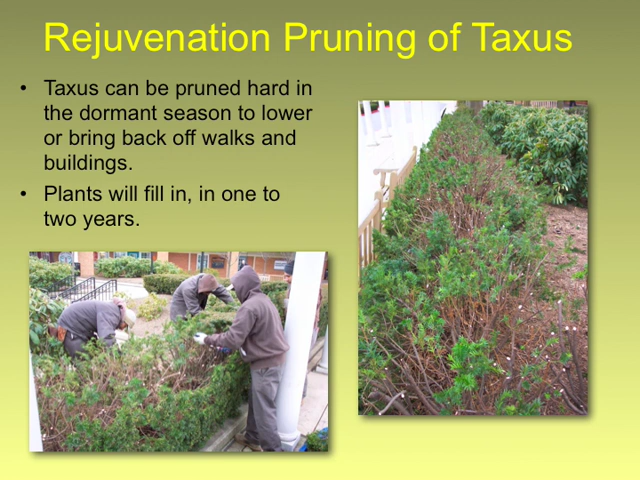 Rejuvenation Pruning of Taxus
• Taxus can be pruned hard in
the dormant season to lower
or bring back off walks and
buildings.
• Plants will fill in, in one to
two years.